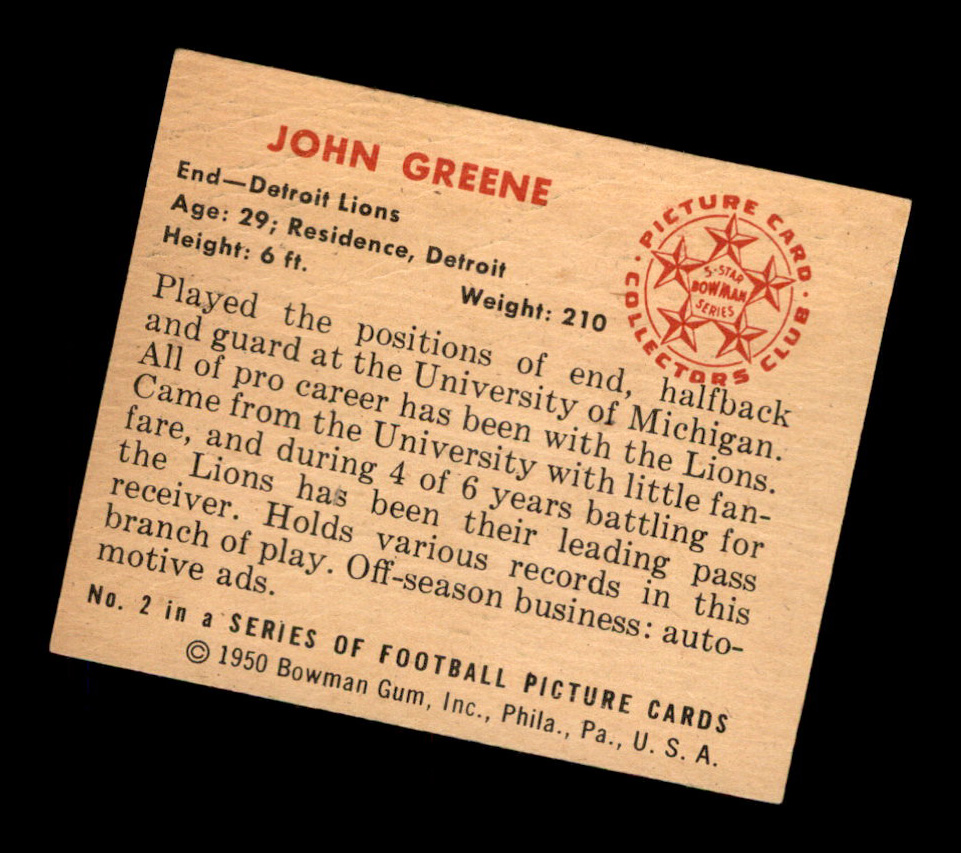 JOHN GREENE
End—Detroit Lions
Age: 29; Residence, Detroit
Height: 6 ft. Weight: 210
PICTURE CARD
COLLECTORS CLUB
5-STAR
BOWMAN
SERIES
Played the positions of end, halfback
and guard at the University of Michigan.
All of pro career has been with the Lions.
Came from the University with little fan-
fare, and during 4 of 6 years battling for
the Lions has been their leading pass
receiver. Holds various records in this
branch of play. Off-season business: auto-
motive ads.
No. 2 in a SERIES OF FOOTBALL PICTURE CARDS
© 1950 Bowman Gum, Inc., Phila., Pa., U. S. A.